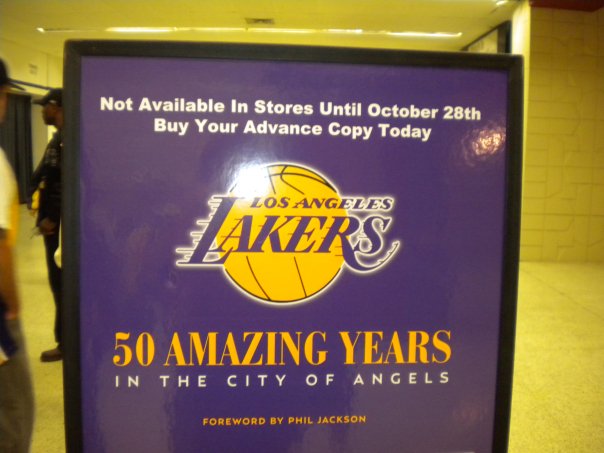 Not Available In Stores Until October 28th
Buy Your Advance Copy Today
LOS ANGELES
LAKERS
50 AMAZING YEARS
IN THE CITY OF ANGELS
FOREWORD BY PHIL JACKSON